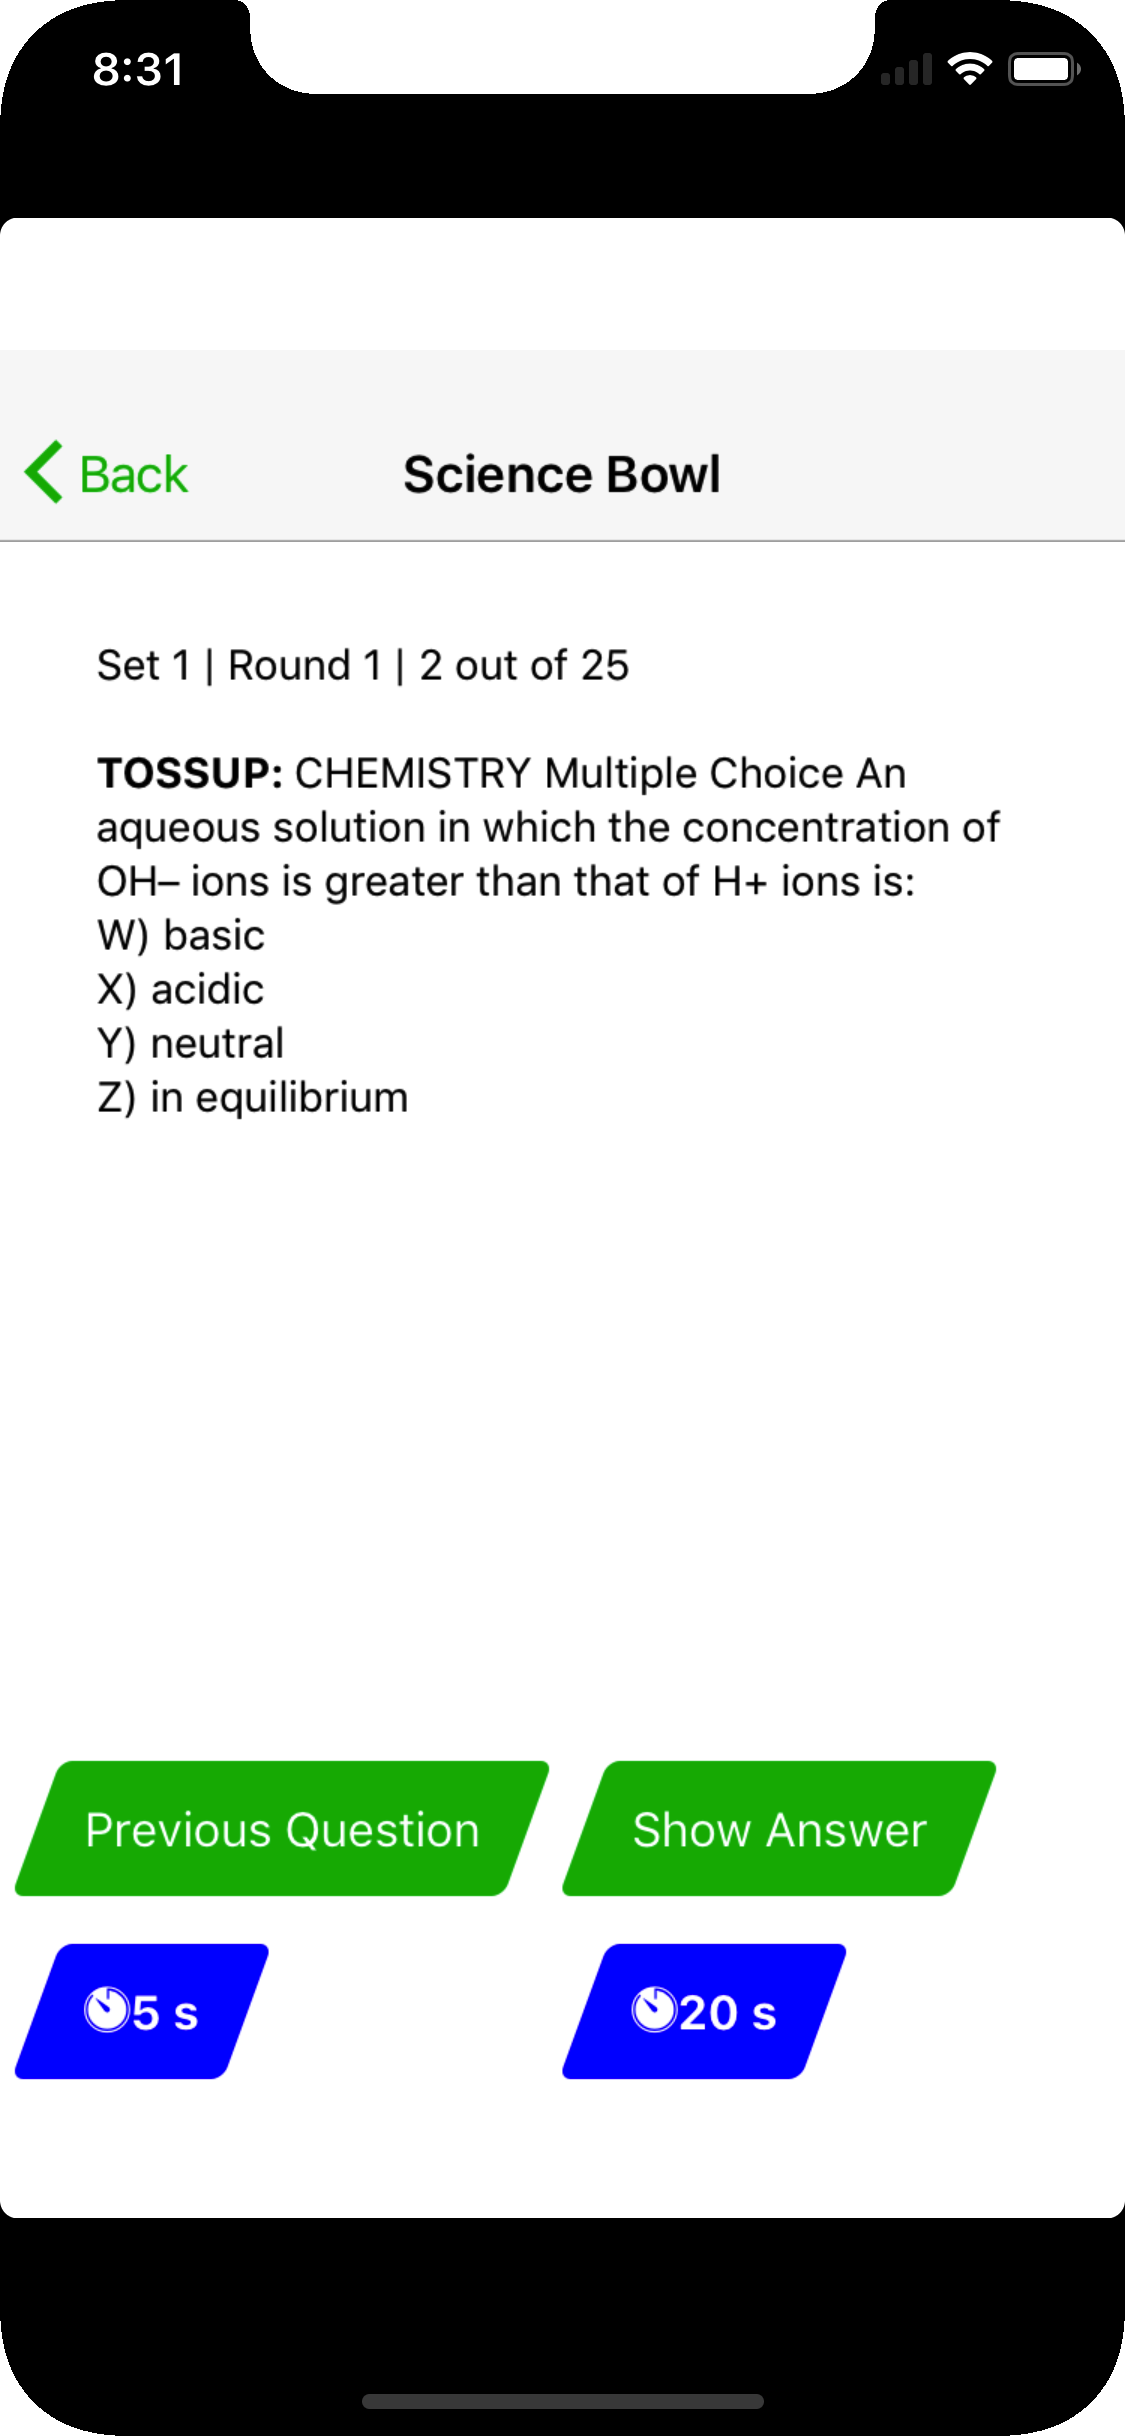 8:31
Back
Science Bowl
Set 1 | Round 1 | 2 out of 25
TOSSUP: CHEMISTRY Multiple Choice An
aqueous solution in which the concentration of
OH– ions is greater than that of H+ ions is:
W) basic
X) acidic
Y) neutral
Z) in equilibrium
Previous Question
Show Answer
5 s
20 s